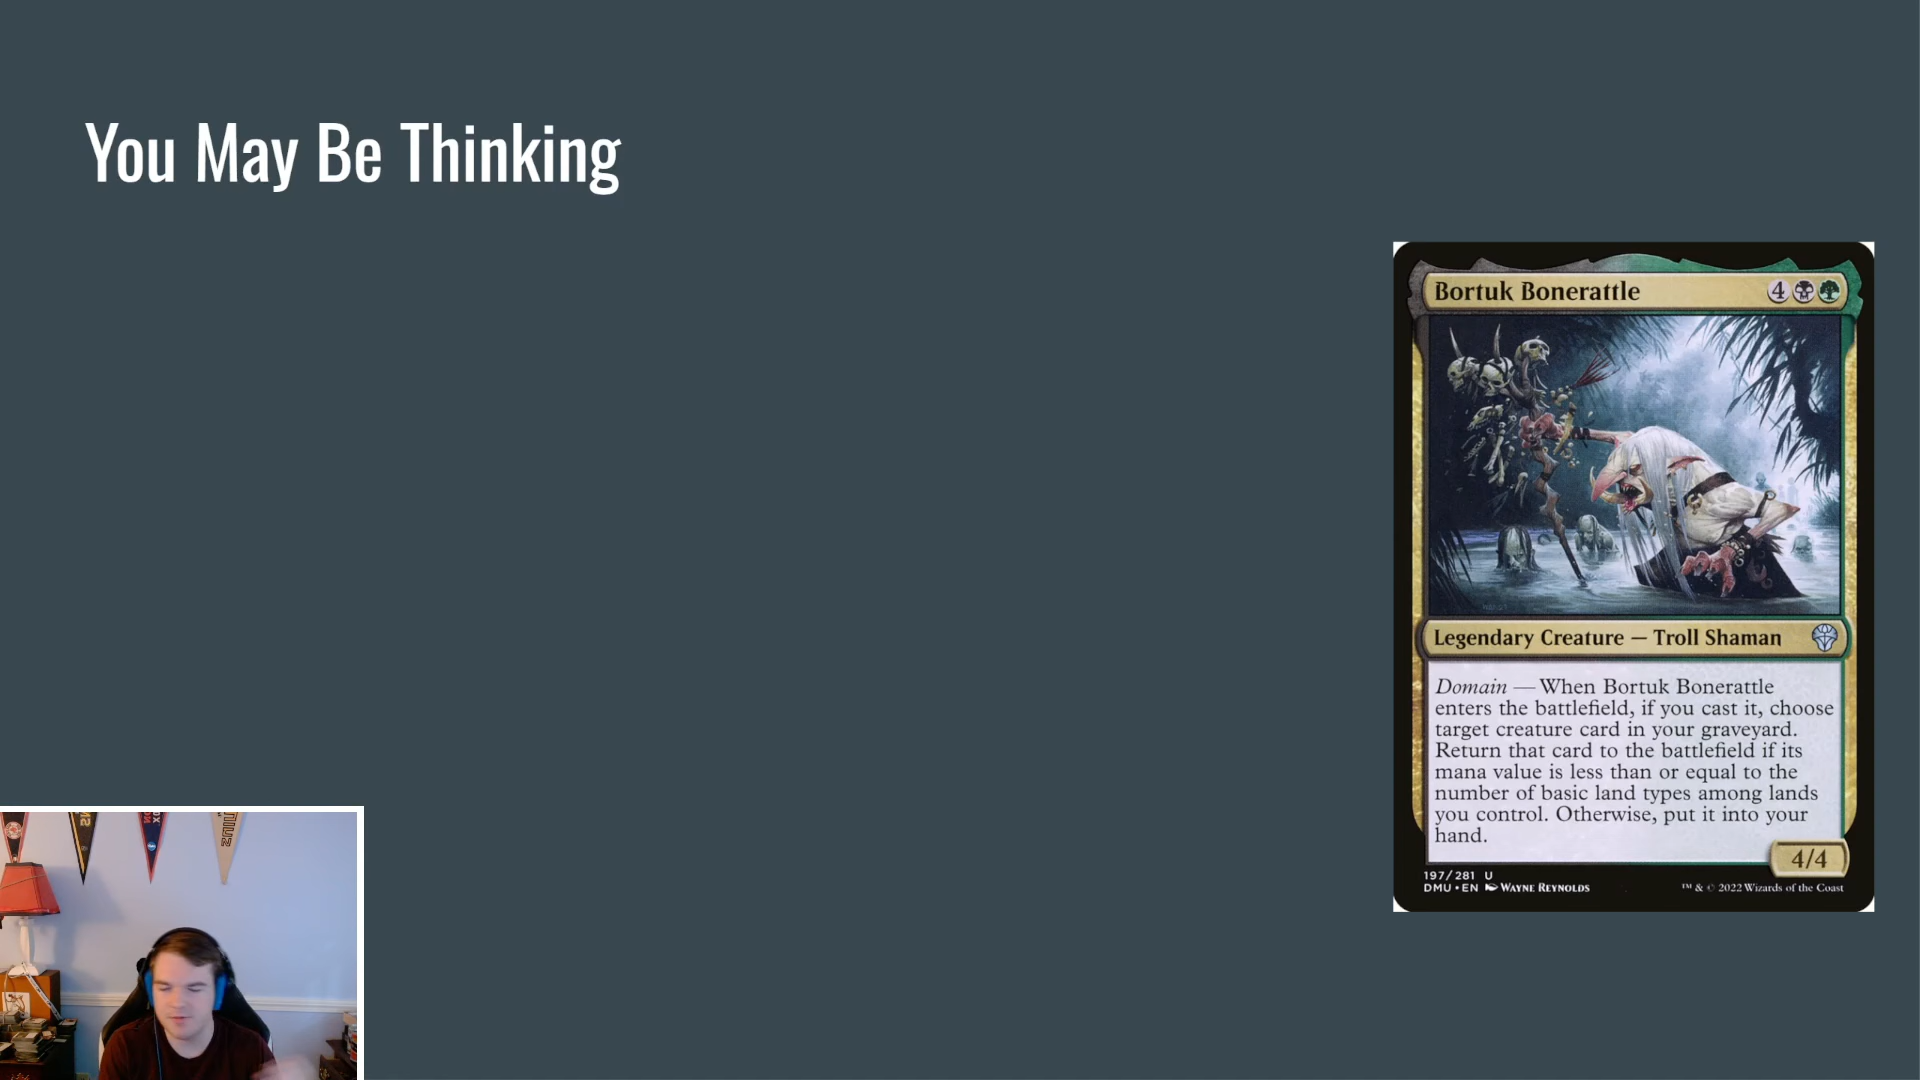 You May Be Thinking
Bortuk Bonerattle
4
Legendary Creature — Troll Shaman
Domain — When Bortuk Bonerattle
enters the battlefield, if you cast it, choose
target creature card in your graveyard.
Return that card to the battlefield if its
mana value is less than or equal to the
number of basic land types among lands
you control. Otherwise, put it into your
hand.
4/4
197/281 U
DMU • EN Wayne Reynolds
™ & © 2022 Wizards of the Coast